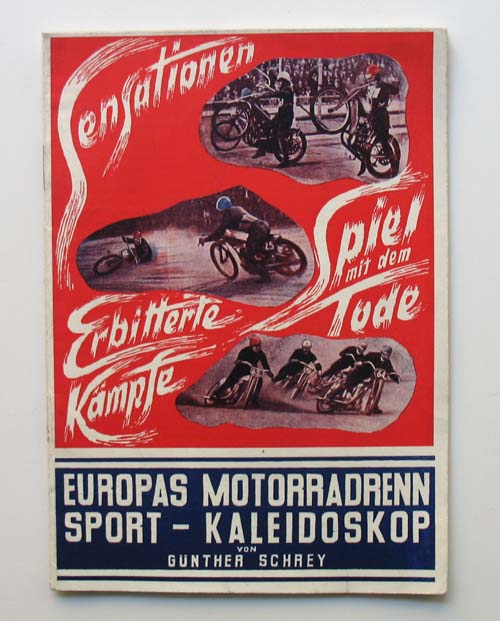 Sensationen
Spiel
mit dem
Tode
Erbitterte
Kämpfe
EUROPAS MOTORRADRENN
SPORT – KALEIDOSKOP
VON
GÜNTHER SCHREY